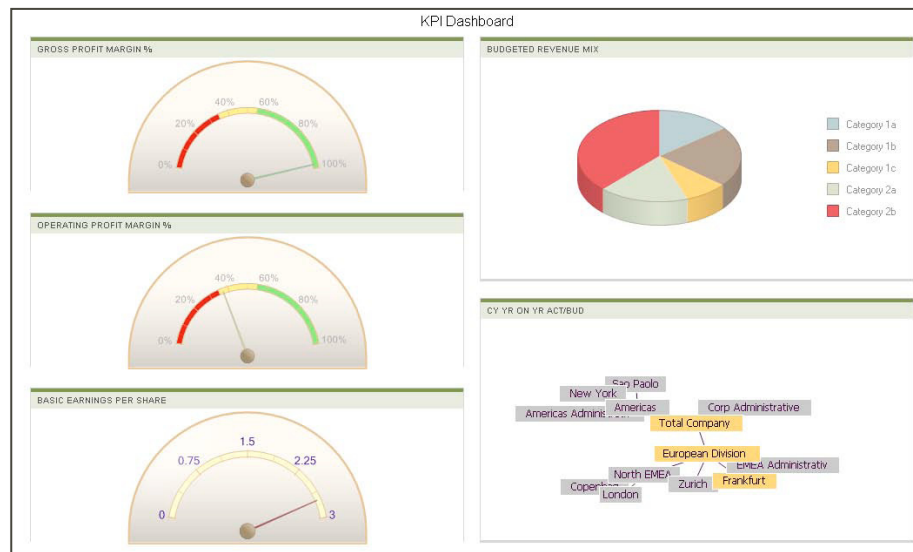 KPI Dashboard
GROSS PROFIT MARGIN %
0%
20%
40%
60%
80%
100%
OPERATING PROFIT MARGIN %
0%
20%
40%
60%
80%
100%
BASIC EARNINGS PER SHARE
0
0.75
1.5
2.25
3
BUDGETED REVENUE MIX
Category 1a
Category 1b
Category 1c
Category 2a
Category 2b
CY YR ON YR ACT/BUD
Sao Paolo
New York
Americas
Corp Administrative
Americas
Total Company
European Division
EMEA Administrativ
North EMEA
Frankfurt
Zurich
London